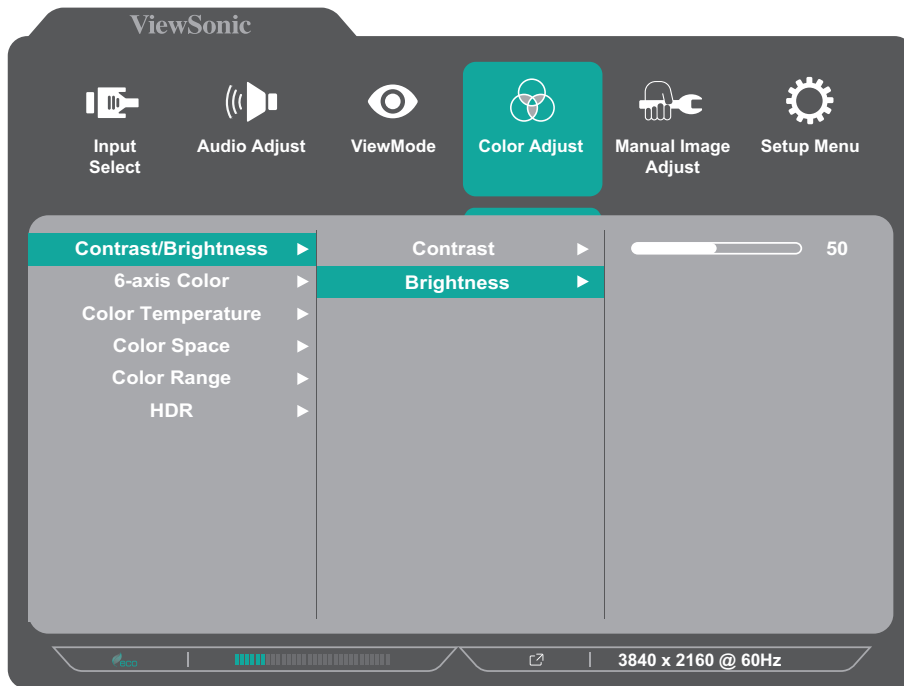 ViewSonic
Input
Select
Audio Adjust
ViewMode
Color Adjust
Manual Image
Adjust
Setup Menu
Contrast/Brightness
6-axis Color
Color Temperature
Color Space
Color Range
HDR
Contrast
Brightness
50
eco
3840 x 2160 @ 60Hz